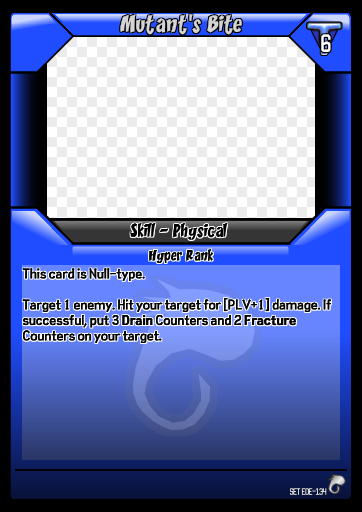 Mutant"s Bite
6
Skill - Physical
Hyper Rank
This card is Null-type.
Target 1 enemy. Hit your target for [PLV+1] damage. If
successful, put 3 Drain Counters and 2 Fracture
Counters on your target.
SET EOE-134